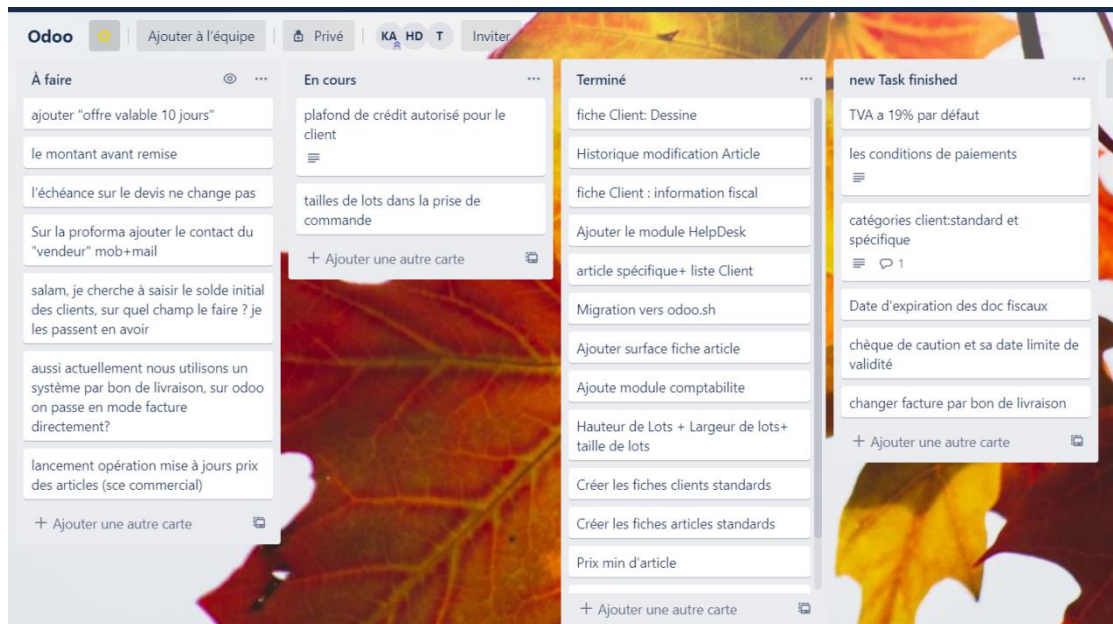 Odoo
Ajouter à l'équipe
Privé
KA
HD
T
Inviter
À faire
ajouter "offre valable 10 jours"
le montant avant remise
l'échéance sur le devis ne change pas
Sur la proforma ajouter le contact du
"vendeur" mob+mail
salam, je cherche à saisir le solde initial
des clients, sur quel champ le faire ? je
les passent en avoir
aussi actuellement nous utilisons un
système par bon de livraison, sur odoo
on passe en mode facture
directement?
lancement opération mise à jours prix
des articles (sce commercial)
+ Ajouter une autre carte
En cours
plafond de crédit autorisé pour le
client
tailles de lots dans la prise de
commande
+ Ajouter une autre carte
Terminé
fiche Client: Dessine
Historique modification Article
fiche Client : information fiscal
Ajouter le module HelpDesk
article spécifique+ liste Client
Migration vers odoo.sh
Ajouter surface fiche article
Ajoute module comptabilite
Hauteur de Lots + Largeur de lots+
taille de lots
Créer les fiches clients standards
Créer les fiches articles standards
Prix min d'article
+ Ajouter une autre carte
new Task finished
TVA a 19% par défaut
les conditions de paiements
catégories client:standard et
spécifique
1
Date d'expiration des doc fiscaux
chèque de caution et sa date limite de
validité
changer facture par bon de livraison
+ Ajouter une autre carte